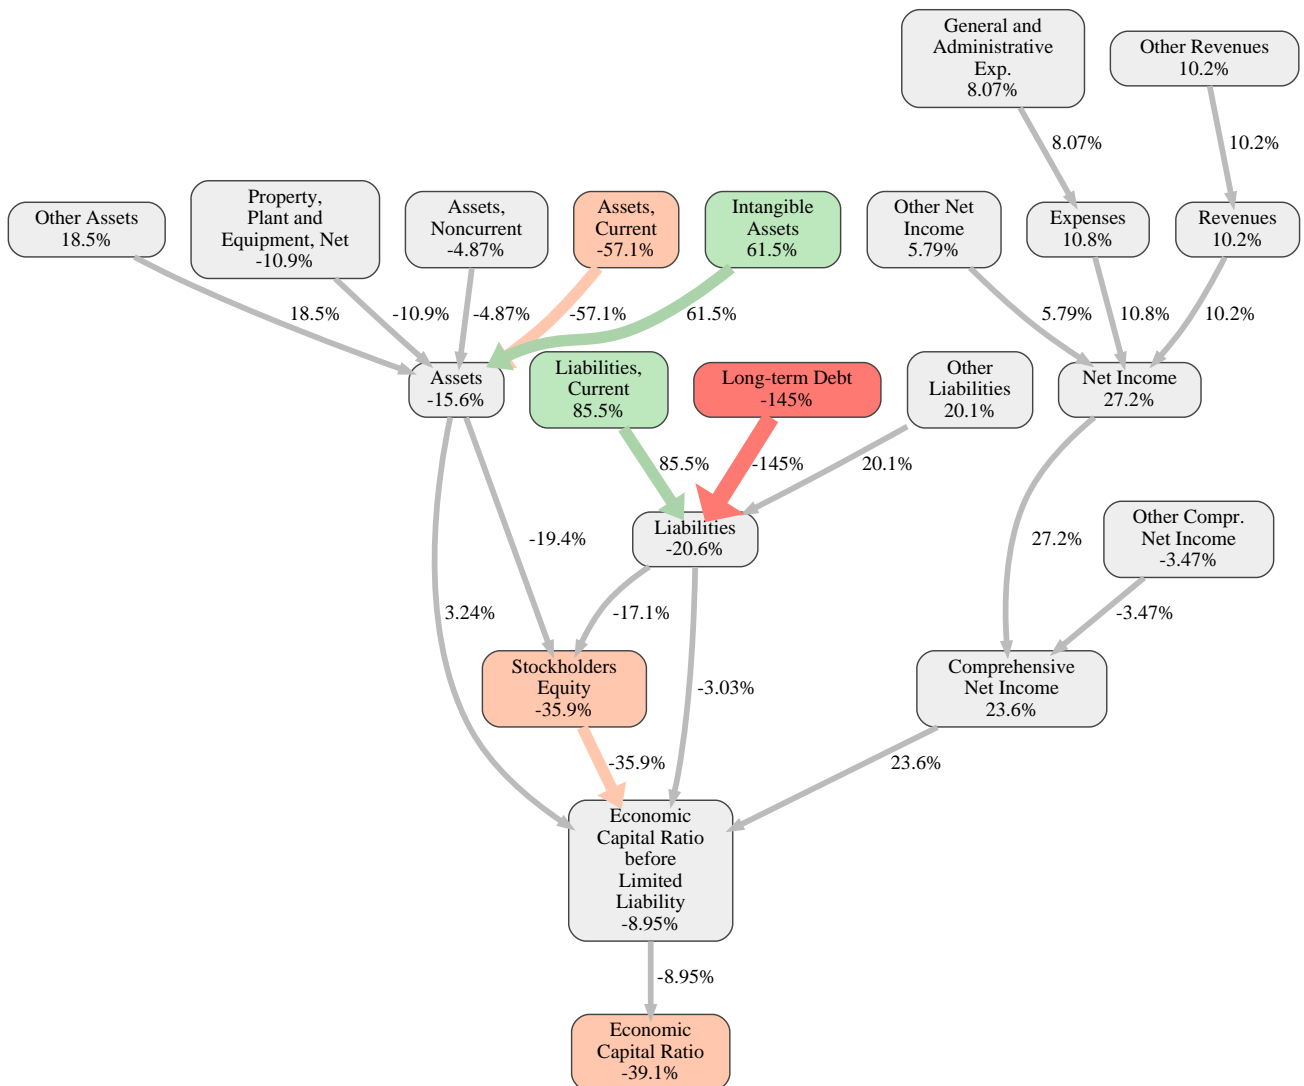 General and
Administrative
Exp.
8.07%
Other Revenues
10.2%
8.07%
10.2%
Other Assets
18.5%
Property,
Plant and
Equipment, Net
-10.9%
Assets,
Noncurrent
-4.87%
Assets,
Current
-57.1%
Intangible
Assets
61.5%
Other Net
Income
5.79%
Expenses
10.8%
Revenues
10.2%
18.5%
-10.9%
-4.87%
-57.1%
61.5%
5.79%
10.8%
10.2%
Assets
-15.6%
Liabilities,
Current
85.5%
Long-term Debt
-145%
Other
Liabilities
20.1%
Net Income
27.2%
85.5%
-145%
20.1%
-19.4%
Liabilities
-20.6%
27.2%
Other Compr.
Net Income
-3.47%
3.24%
-17.1%
-3.47%
Stockholders
Equity
-35.9%
-3.03%
Comprehensive
Net Income
23.6%
-35.9%
23.6%
Economic
Capital Ratio
before
Limited
Liability
-8.95%
-8.95%
Economic
Capital Ratio
-39.1%